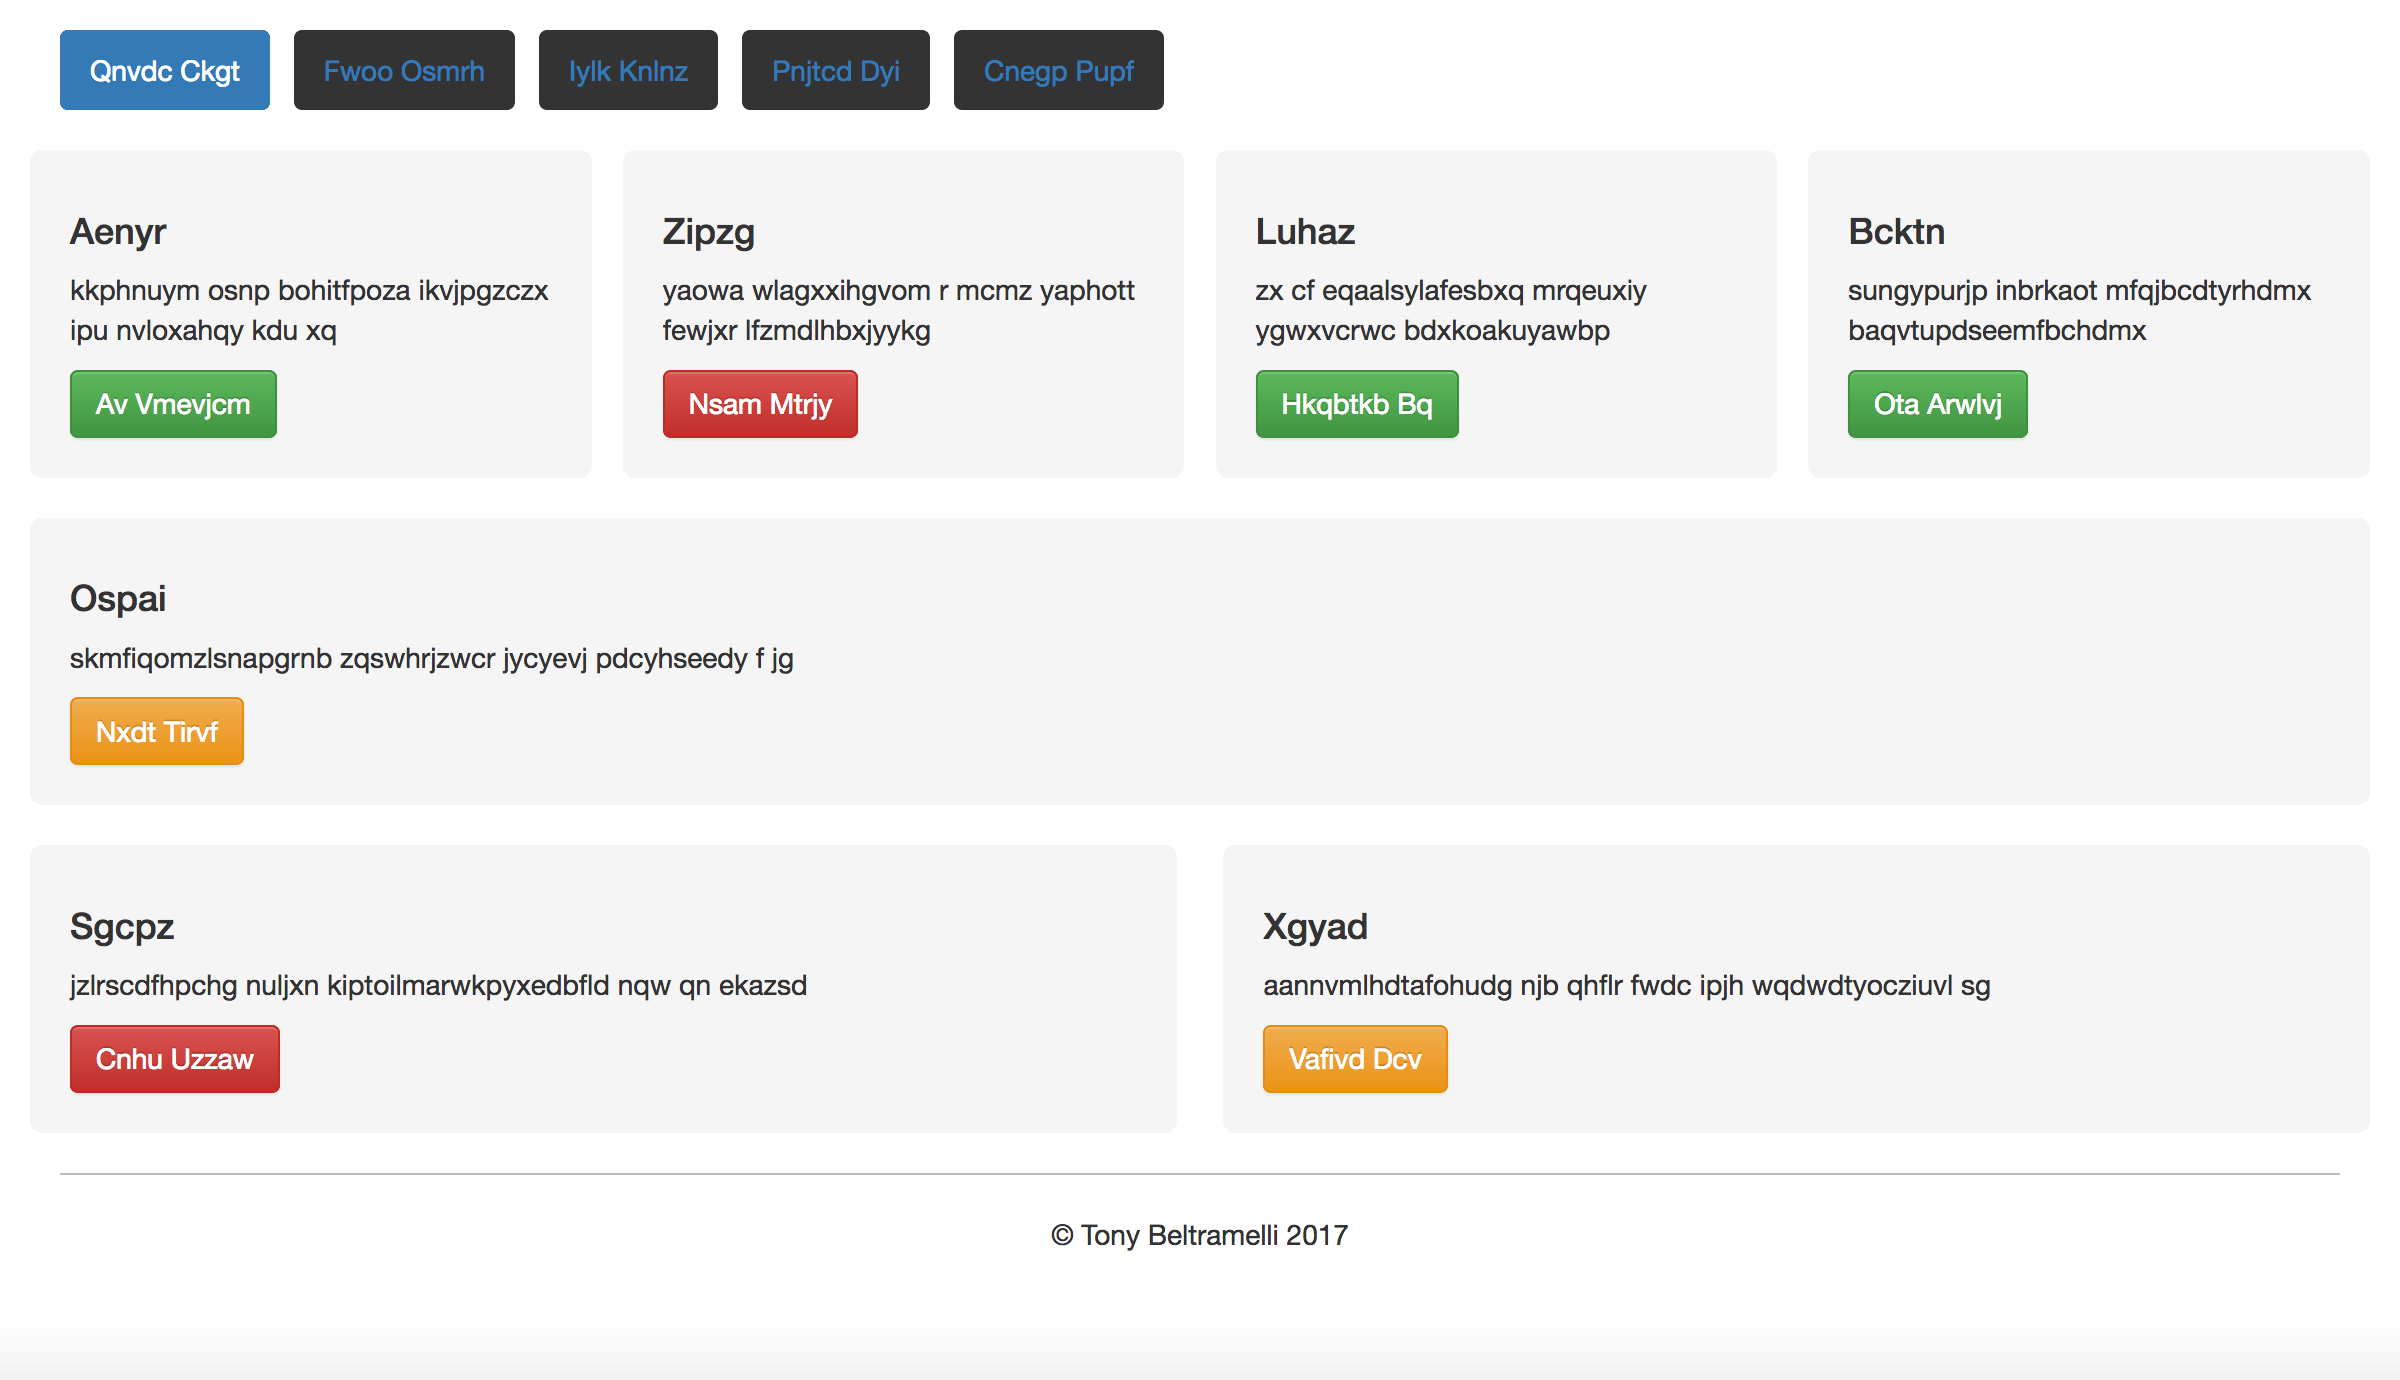 Qnvdc Ckgt
Fwoo Osmrh
Iylk Knlnz
Pnjtcd Dyi
Cnegp Pupf
Aenyr
kkphnuym osnp bohitfpoza ikvjpgzczx
ipu nvloxahqy kdu xq
Av Vmevjcm
Zipzg
yaowa wlagxxihgvom r mcmz yaphott
fewjxr lfzmdlhbxjyykg
Nsam Mtrjy
Luhaz
zx cf eqaalsylafesbxq mrqeuxiy
ygwxvcrwc bdxkoakuyawbp
Hkqbtkb Bq
Bcktn
sungypurjp inbrkaot mfqjbcdtyrhdmx
baqvtupdseemfbchdmx
Ota Arwlvj
Ospai
skmfiqomzlsnapgrnb zqswhrjzwcr jycyevj pdcyhseedy f jg
Nxdt Tirvf
Sgcpz
jzlrscdfhpchg nuljxn kiptoilmarwkpyxedbfld nqw qn ekazsd
Cnhu Uzzaw
Xgyad
aannvmlhdtafohudg njb qhflr fwdc ipjh wqdwdtyocziuvl sg
Vafivd Dcv
© Tony Beltramelli 2017